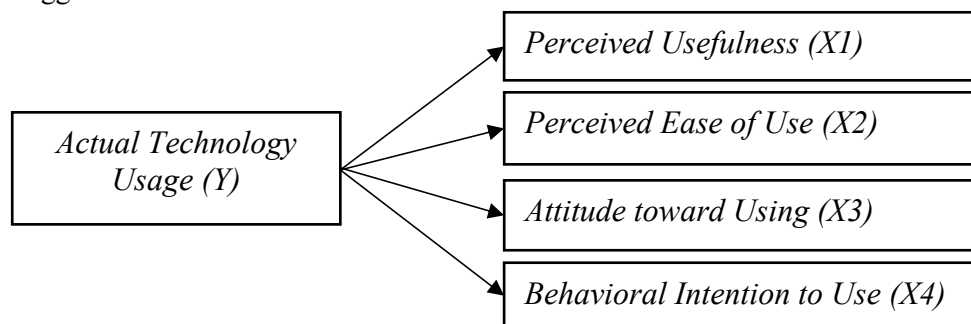 Perceived Usefulness (X1)
Perceived Ease of Use (X2)
Actual Technology
Usage (Y)
Attitude toward Using (X3)
Behavioral Intention to Use (X4)